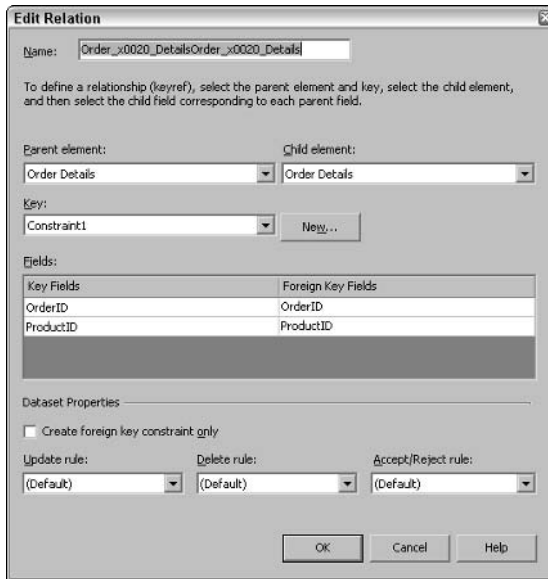 Edit Relation
Name: Order_x0020_DetailsOrder_x0020_Details
To define a relationship (keyref), select the parent element and key, select the child element,
and then select the child field corresponding to each parent field.
Parent element: Child element:
Order Details Order Details
Key:
Constraint1 New...
Fields:
Key Fields Foreign Key Fields
OrderID OrderID
ProductID ProductID
Dataset Properties
Create foreign key constraint only
Update rule: Delete rule: Accept/Reject rule:
(Default) (Default) (Default)
OK Cancel Help